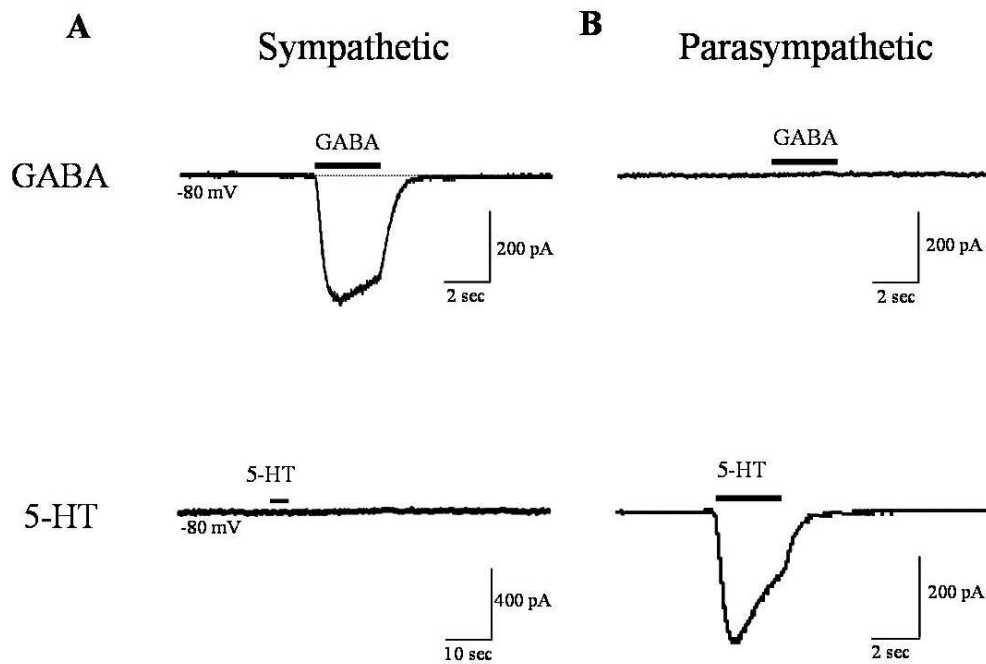 A
Sympathetic
B
Parasympathetic
GABA
GABA
-80 mV
200 pA
2 sec
GABA
200 pA
2 sec
5-HT
5-HT
-80 mV
400 pA
10 sec
5-HT
200 pA
2 sec